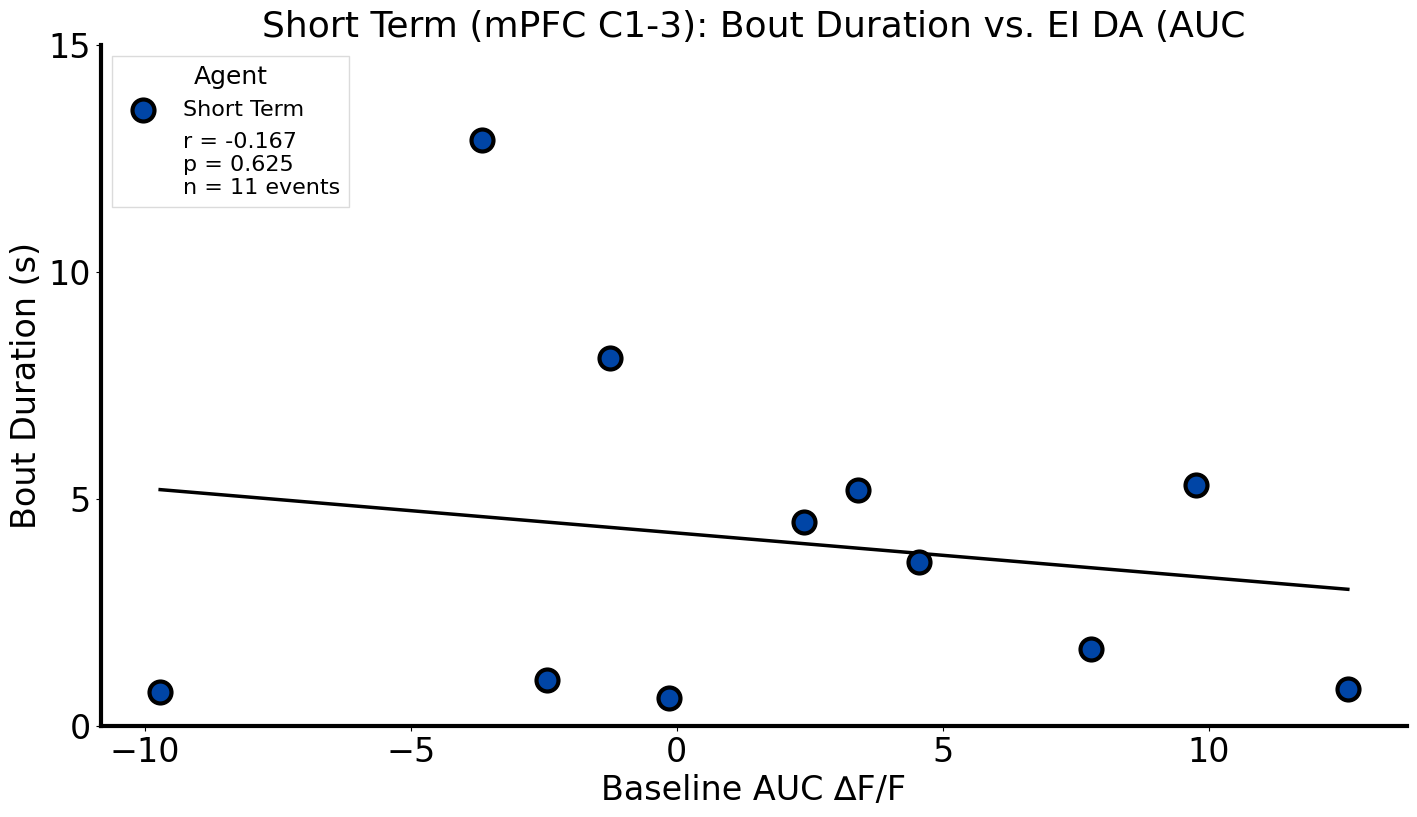 Short Term (mPFC C1-3): Bout Duration vs. EI DA (AUC
Agent
Short Term
r = -0.167
p = 0.625
n = 11 events
Bout Duration (s)
15
10
5
0
−10
−5
0
5
10
Baseline AUC ΔF/F